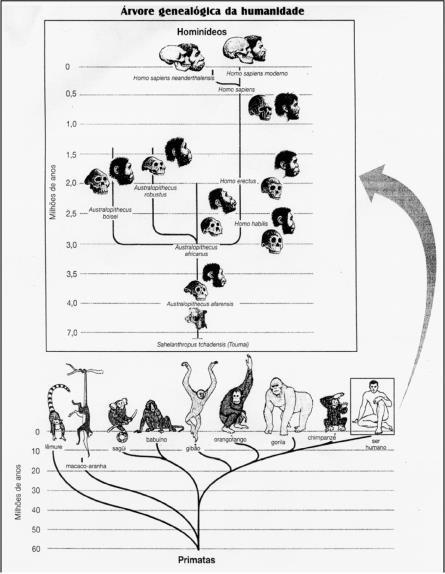 Árvore genealógica da humanidade
Hominídeos
0
Homo sapiens neanderthalensis
Homo sapiens moderno
Homo sapiens
0,5
1,0
1,5
2,0
Homo erectus
Australopithecus
robustus
Australopithecus
boisei
2,5
Homo habilis
3,0
Australopithecus
africanus
3,5
4,0
Australopithecus afarensis
7,0
Sahelanthropus tchadensis (Toumai)
Milhões de anos
0
lêmure
macaco-aranha
sagüi
babuíno
gibão
orangotango
gorila
chimpanzé
ser
humano
10
20
30
40
50
60
Milhões de anos
Primatas